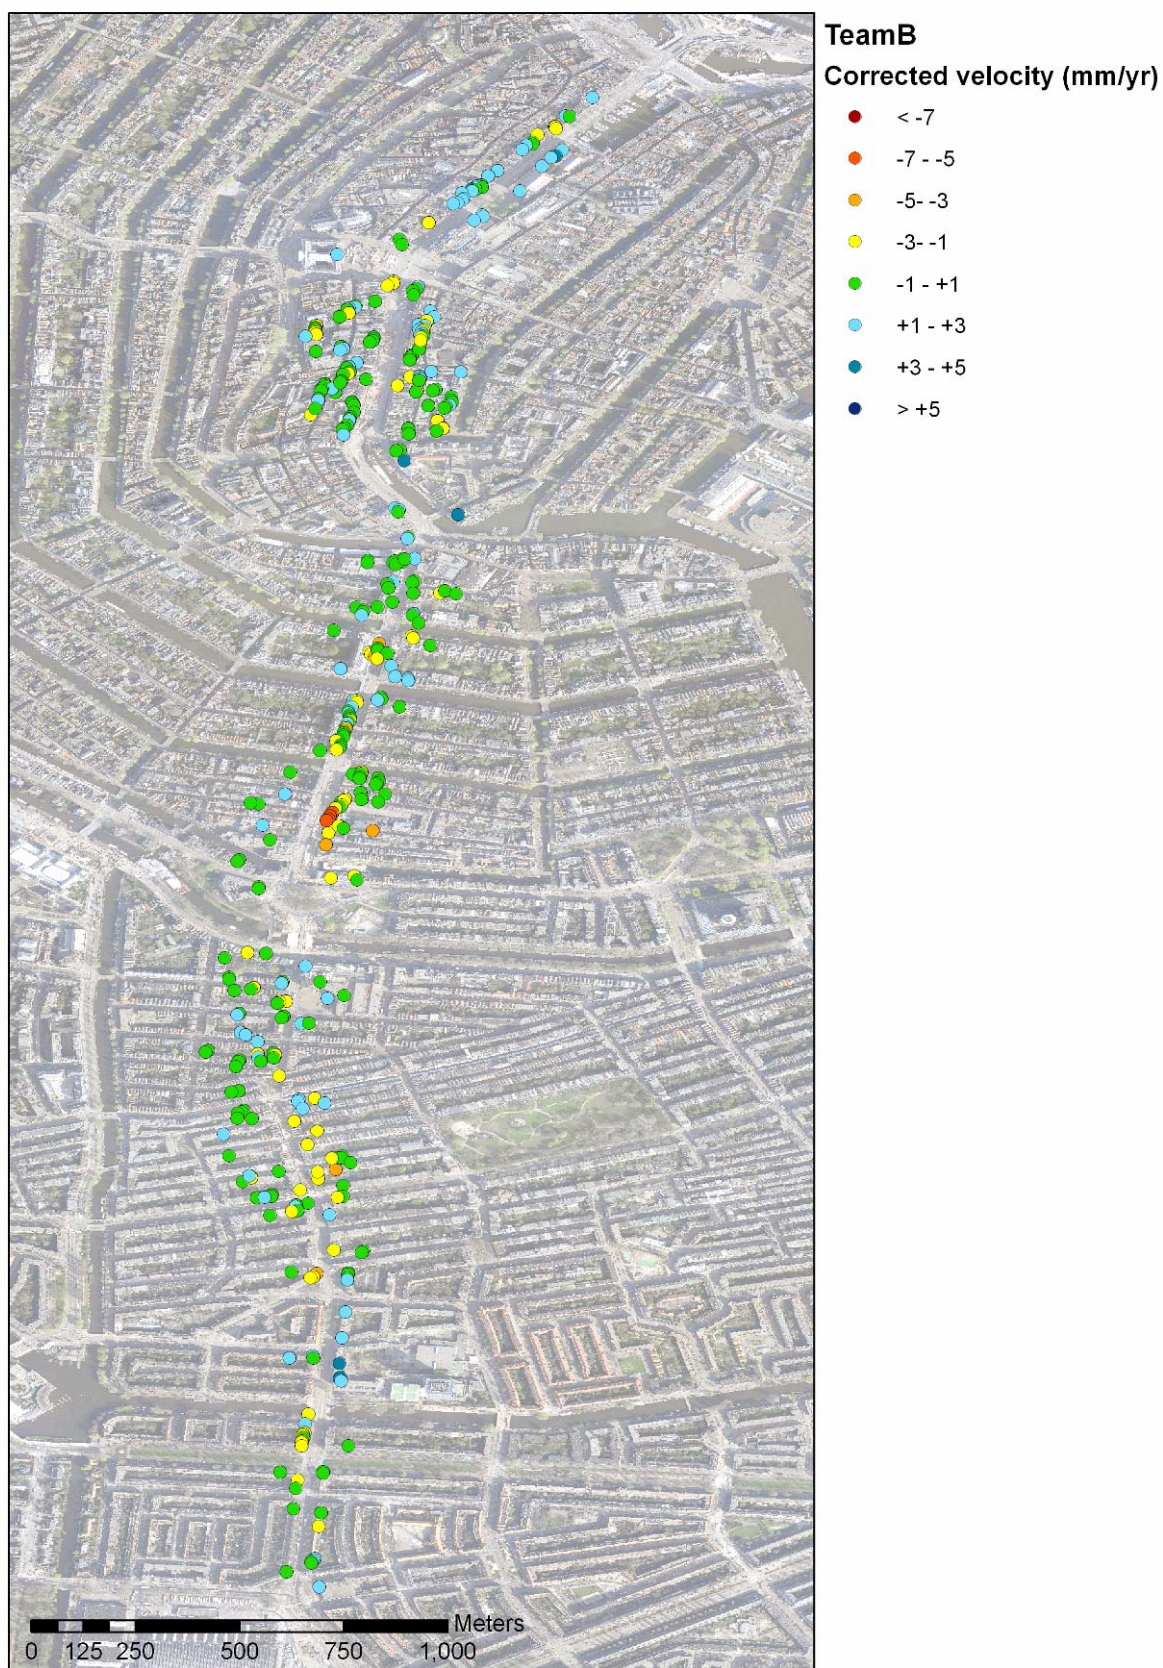 TeamB
Corrected velocity (mm/yr)
< -7
-7 - -5
-5- -3
-3- -1
-1 - +1
+1 - +3
+3 - +5
> +5
Meters
0 125 250 500 750 1,000